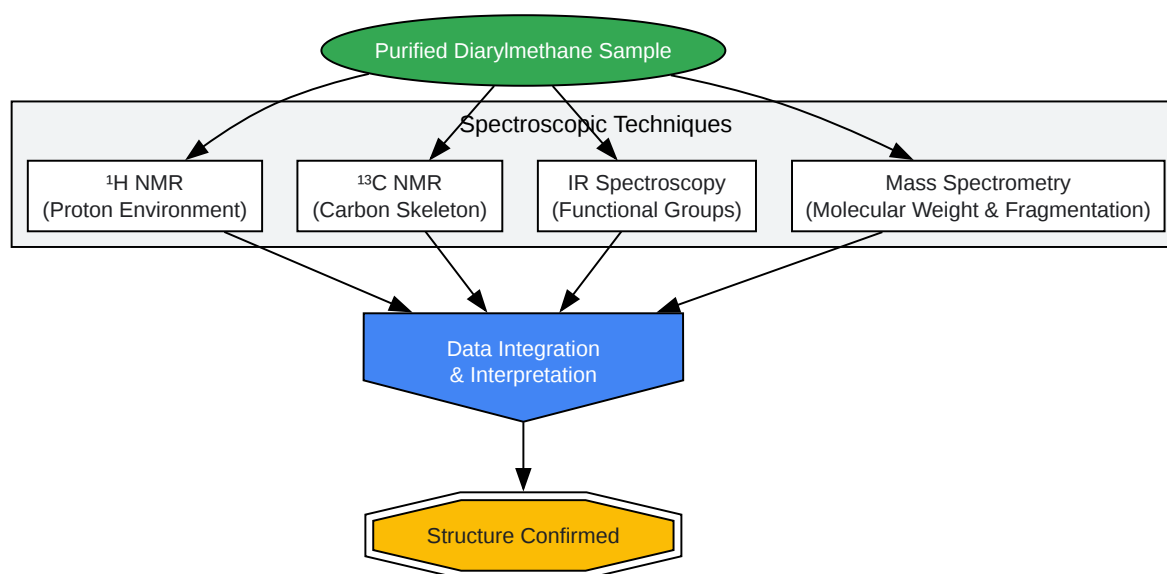 Purified Diarylmethane Sample
Spectroscopic Techniques
¹H NMR
(Proton Environment)
¹³C NMR
(Carbon Skeleton)
IR Spectroscopy
(Functional Groups)
Mass Spectrometry
(Molecular Weight & Fragmentation)
Data Integration
& Interpretation
Structure Confirmed